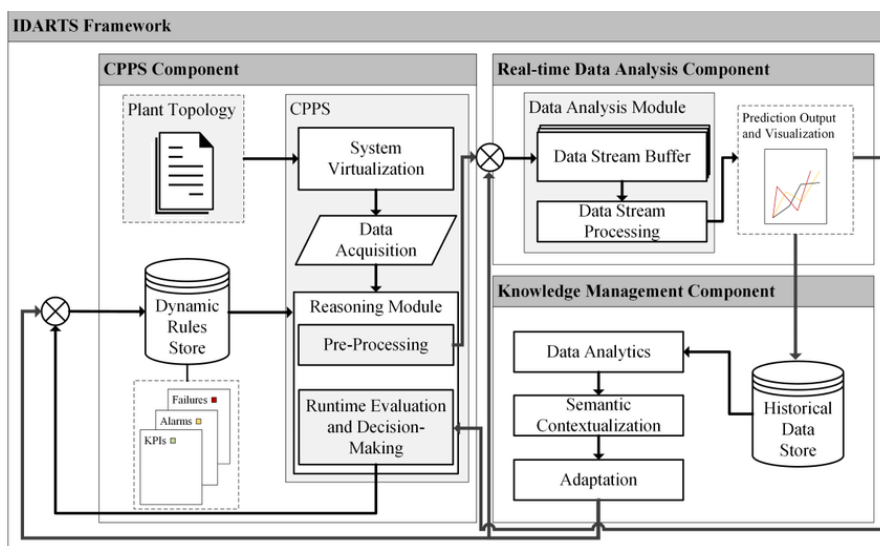 IDARTS Framework
CPPS Component
Plant Topology
CPPS
System
Virtualization
Data
Acquisition
Dynamic
Rules
Store
Reasoning Module
Pre-Processing
Runtime Evaluation
and Decision-
Making
Failures
Alarms
KPIs
Real-time Data Analysis Component
Data Analysis Module
Data Stream Buffer
Data Stream
Processing
Prediction Output
and Visualization
Knowledge Management Component
Data Analytics
Semantic
Contextualization
Adaptation
Historical
Data
Store